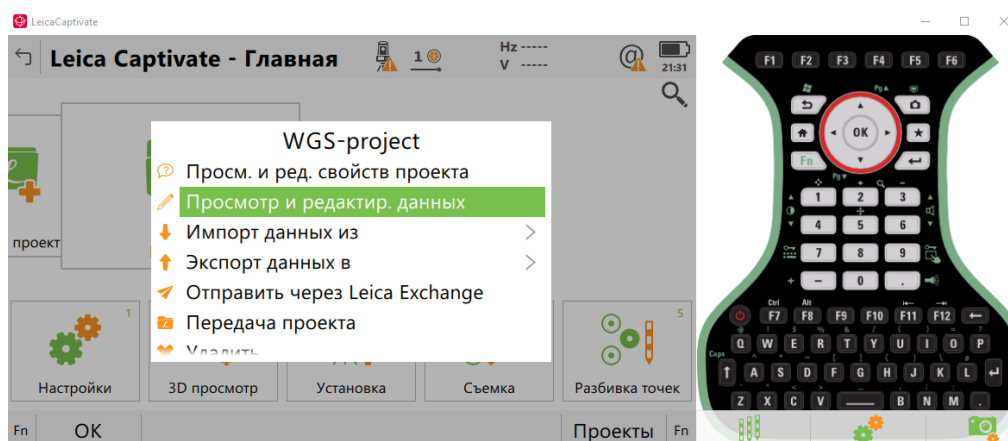 LeicaCaptivate
Leica Captivate - Главная
1
Hz -----
V -----
21:31
WGS-project
Просм. и ред. свойств проекта
Просмотр и редактир. данных
Импорт данных из
Экспорт данных в
Отправить через Leica Exchange
Передача проекта
Удалить
проект
1
5
Настройки
3D просмотр
Установка
Съемка
Разбивка точек
Fn
OK
Проекты
Fn
F1 F2 F3 F4 F5 F6
Pg
OK
Fn
Pg
1 2 3
4 5 6
7 8 9
+ - 0 .
Ctrl Alt
F7 F8 F9 F10 F11 F12
Q W E R T Y U I O P
Caps
A S D F G H J K L
Z X C V B N M .